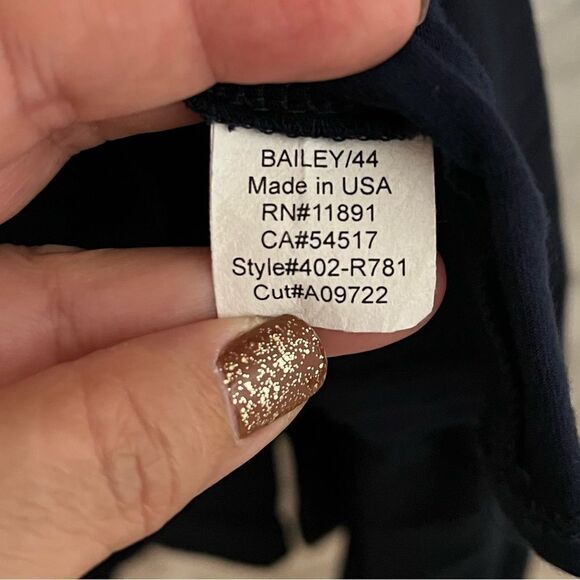 BAILEY/44
Made in USA
RN#11891
CA#54517
Style#402-R781
Cut#A09722